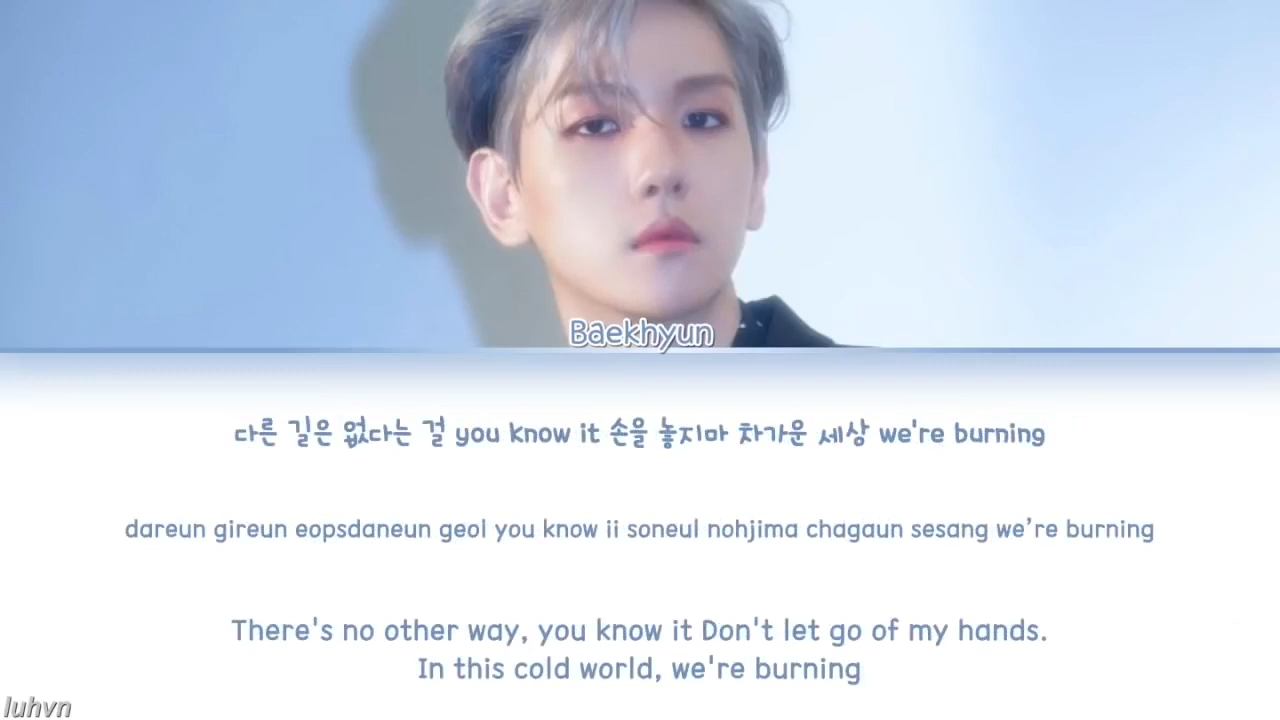 Baekhyun
다른 길은 없다는 걸 you know it 손을 놓지마 차가운 세상 we're burning
dareun gireun eopsdaneun geol you know ii soneul nohjima chagaun sesang we’re burning
There's no other way, you know it Don't let go of my hands.
In this cold world, we're burning
luhvn